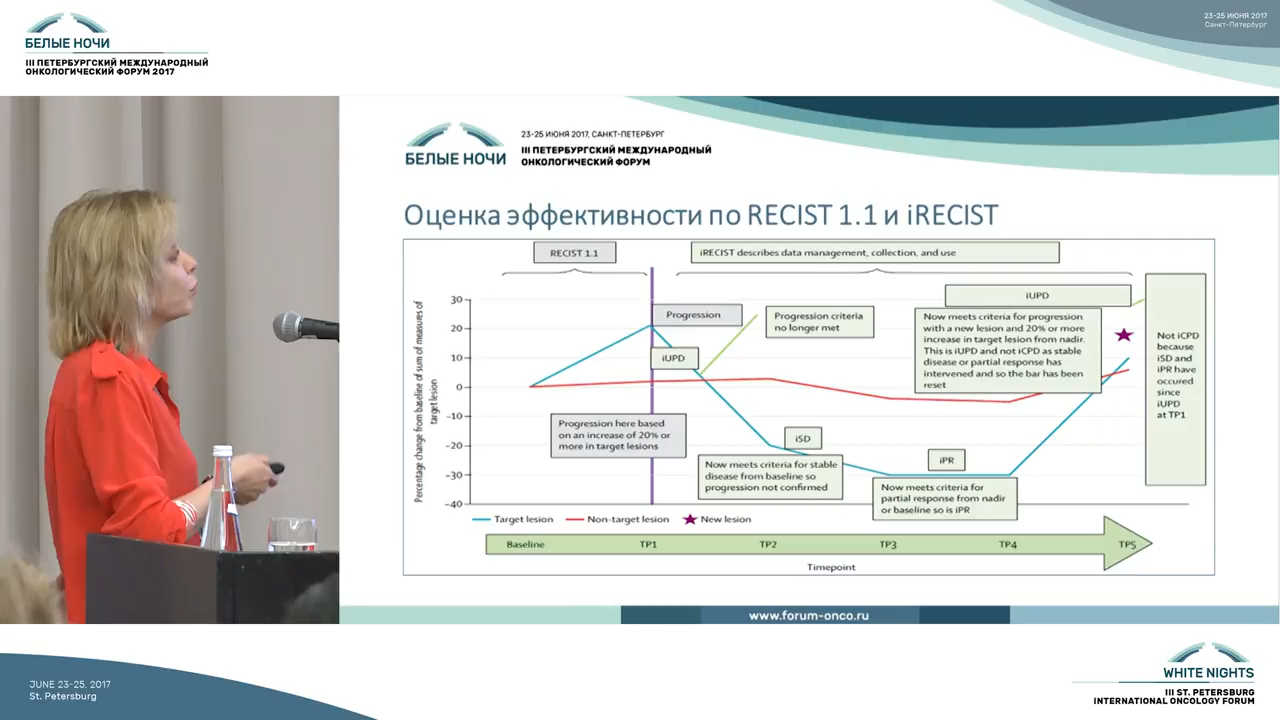 БЕЛЫЕ НОЧИ
III ПЕТЕРБУРГСКИЙ МЕЖДУНАРОДНЫЙ
ОНКОЛОГИЧЕСКИЙ ФОРУМ 2017
23-25 ИЮНЯ 2017
Санкт-Петербург
БЕЛЫЕ НОЧИ
23-25 ИЮНЯ 2017, САНКТ-ПЕТЕРБУРГ
III ПЕТЕРБУРГСКИЙ МЕЖДУНАРОДНЫЙ
ОНКОЛОГИЧЕСКИЙ ФОРУМ
Оценка эффективности по RECIST 1.1 и iRECIST
RECIST 1.1
iRECIST describes data management, collection, and use
Percentage change from baseline of sum of measures of
target lesion
30
20
10
0
-10
-20
-30
-40
Progression
iUPD
Progression here based
on an increase of 20% or
more in target lesions
Progression criteria
no longer met
iSD
Now meets criteria for stable
disease from baseline so
progression not confirmed
iPR
Now meets criteria for
partial response from nadir
or baseline so is iPR
iUPD
Now meets criteria for progression
with a new lesion and 20% or more
increase in target lesion from nadir.
This is iUPD and not iCPD as stable
disease or partial response has
intervened and so the bar has been
reset
Not iCPD
because
iSD and
iPR have
occured
since
iUPD
at TP1
Target lesion
Non-target lesion
New lesion
Baseline
TP1
TP2
TP3
TP4
TP5
Timepoint
www.forum-onco.ru
JUNE 23-25, 2017
St. Petersburg
WHITE NIGHTS
III ST. PETERSBURG
INTERNATIONAL ONCOLOGY FORUM